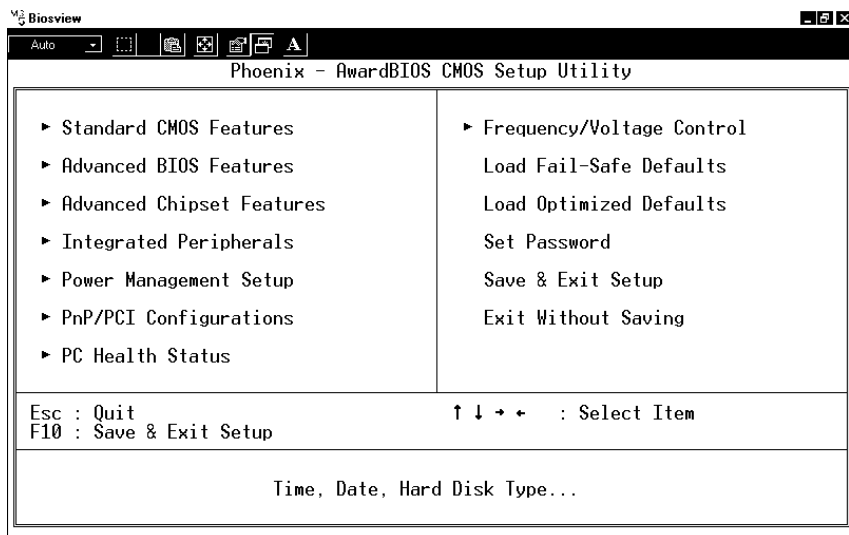 Biosview
Auto
A
Phoenix - AwardBIOS CMOS Setup Utility
► Standard CMOS Features
► Advanced BIOS Features
► Advanced Chipset Features
► Integrated Peripherals
► Power Management Setup
► PnP/PCI Configurations
► PC Health Status
► Frequency/Voltage Control
Load Fail-Safe Defaults
Load Optimized Defaults
Set Password
Save & Exit Setup
Exit Without Saving
Esc : Quit
F10 : Save & Exit Setup
↑ ↓ → ← : Select Item
Time, Date, Hard Disk Type...